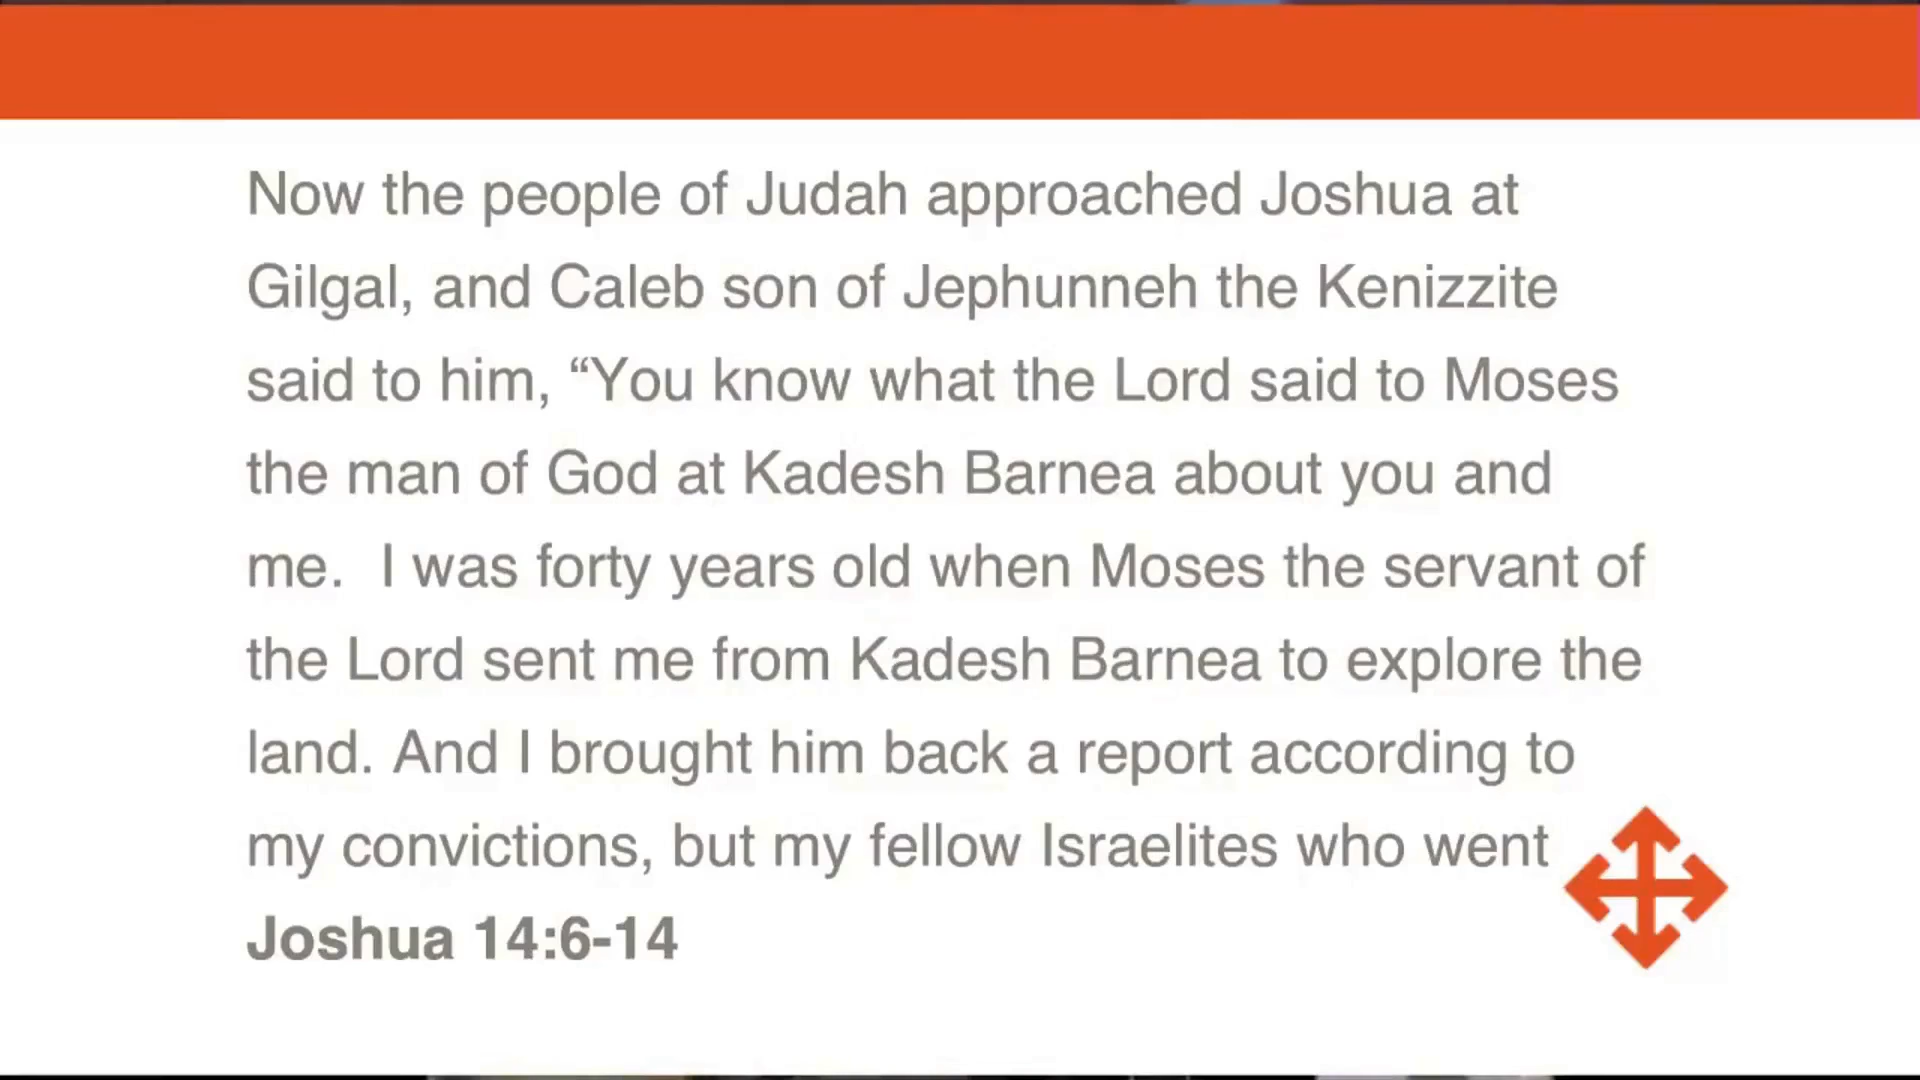 Now the people of Judah approached Joshua at
Gilgal, and Caleb son of Jephunneh the Kenizzite
said to him, “You know what the Lord said to Moses
the man of God at Kadesh Barnea about you and
me.  I was forty years old when Moses the servant of
the Lord sent me from Kadesh Barnea to explore the
land. And I brought him back a report according to
my convictions, but my fellow Israelites who went
Joshua 14:6-14